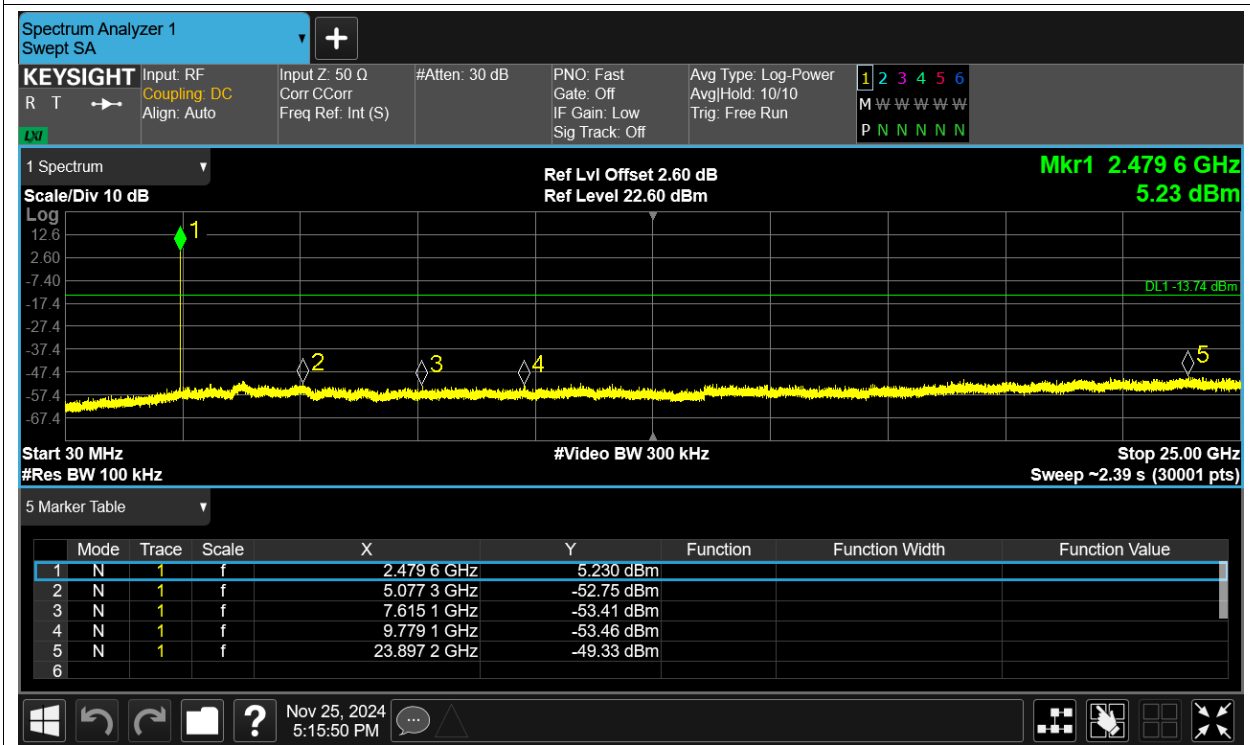 Spectrum Analyzer 1
Swept SA
KEYSIGHT Input: RF Input Z: 50 Ω #Atten: 30 dB PNO: Fast Avg Type: Log-Power 1 2 3 4 5 6
R T Coupling: DC Corr CCorr Gate: Off Avg|Hold: 10/10 M W W W W W W
Align: Auto Freq Ref: Int (S) IF Gain: Low Trig: Free Run
LXI Sig Track: Off P N N N N N N
1 Spectrum Ref Lvl Offset 2.60 dB Mkr1 2.479 6 GHz
Scale/Div 10 dB Ref Level 22.60 dBm 5.23 dBm
Log
1
12.6
2.60
-7.40
DL1 -13.74 dBm
-17.4
-27.4
-37.4
2 3 4 5
-47.4
-57.4
-67.4
Start 30 MHz #Video BW 300 kHz Stop 25.00 GHz
#Res BW 100 kHz Sweep ~2.39 s (30001 pts)
5 Marker Table
Mode Trace Scale X Y Function Function Width Function Value
1 N 1 f 2.479 6 GHz 5.230 dBm
2 N 1 f 5.077 3 GHz -52.75 dBm
3 N 1 f 7.615 1 GHz -53.41 dBm
4 N 1 f 9.779 1 GHz -53.46 dBm
5 N 1 f 23.897 2 GHz -49.33 dBm
6
? Nov 25, 2024
5:15:50 PM